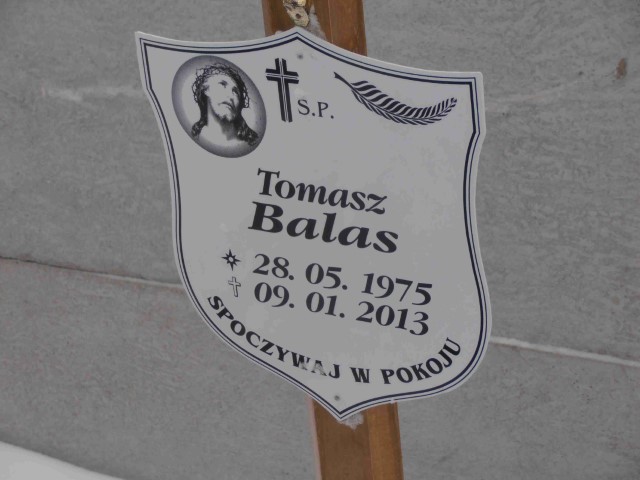 S.P.
Tomasz
Balas
28. 05. 1975
09. 01. 2013
SPOCZYWAJ W POKOJU